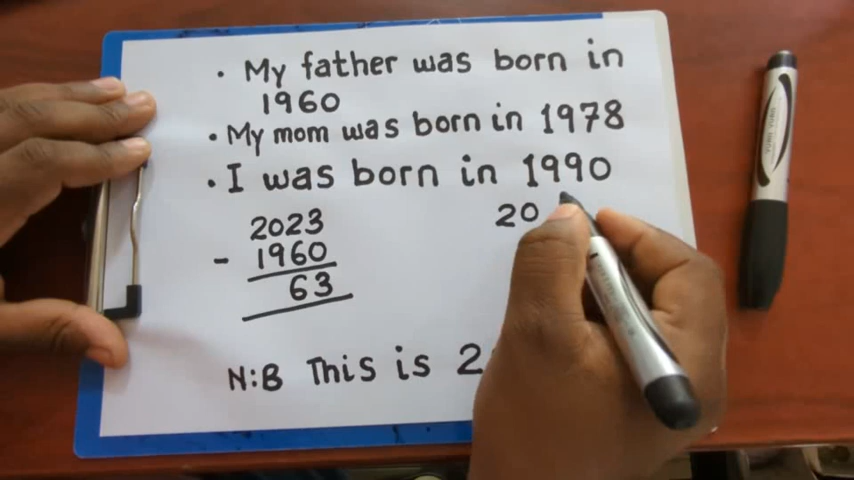 • My father was born in
1960
• My mom was born in 1978
• I was born in 1990
2023
- 1960
63
20
N:B This is 2